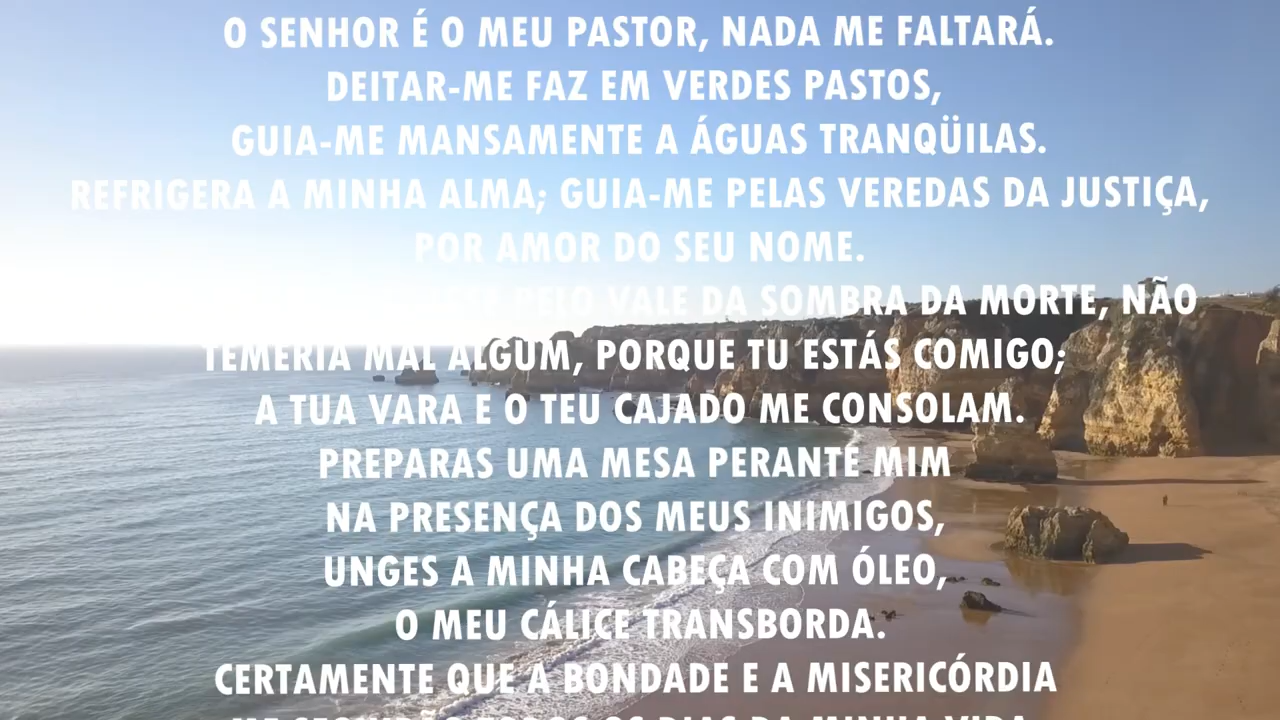 O SENHOR É O MEU PASTOR, NADA ME FALTARÁ.
DEITAR-ME FAZ EM VERDES PASTOS,
GUIA-ME MANSAMENTE A ÁGUAS TRANQÜILAS.
REFRIGERA A MINHA ALMA; GUIA-ME PELAS VEREDAS DA JUSTIÇA,
POR AMOR DO SEU NOME.
PELO VALE DA SOMBRA DA MORTE, NÃO
TEMERIA MAL ALGUM, PORQUE TU ESTÁS COMIGO;
A TUA VARA E O TEU CAJADO ME CONSOLAM.
PREPARAS UMA MESA PERANTE MIM
NA PRESENÇA DOS MEUS INIMIGOS,
UNGES A MINHA CABEÇA COM ÓLEO,
O MEU CÁLICE TRANSBORDA.
CERTAMENTE QUE A BONDADE E A MISERICÓRDIA